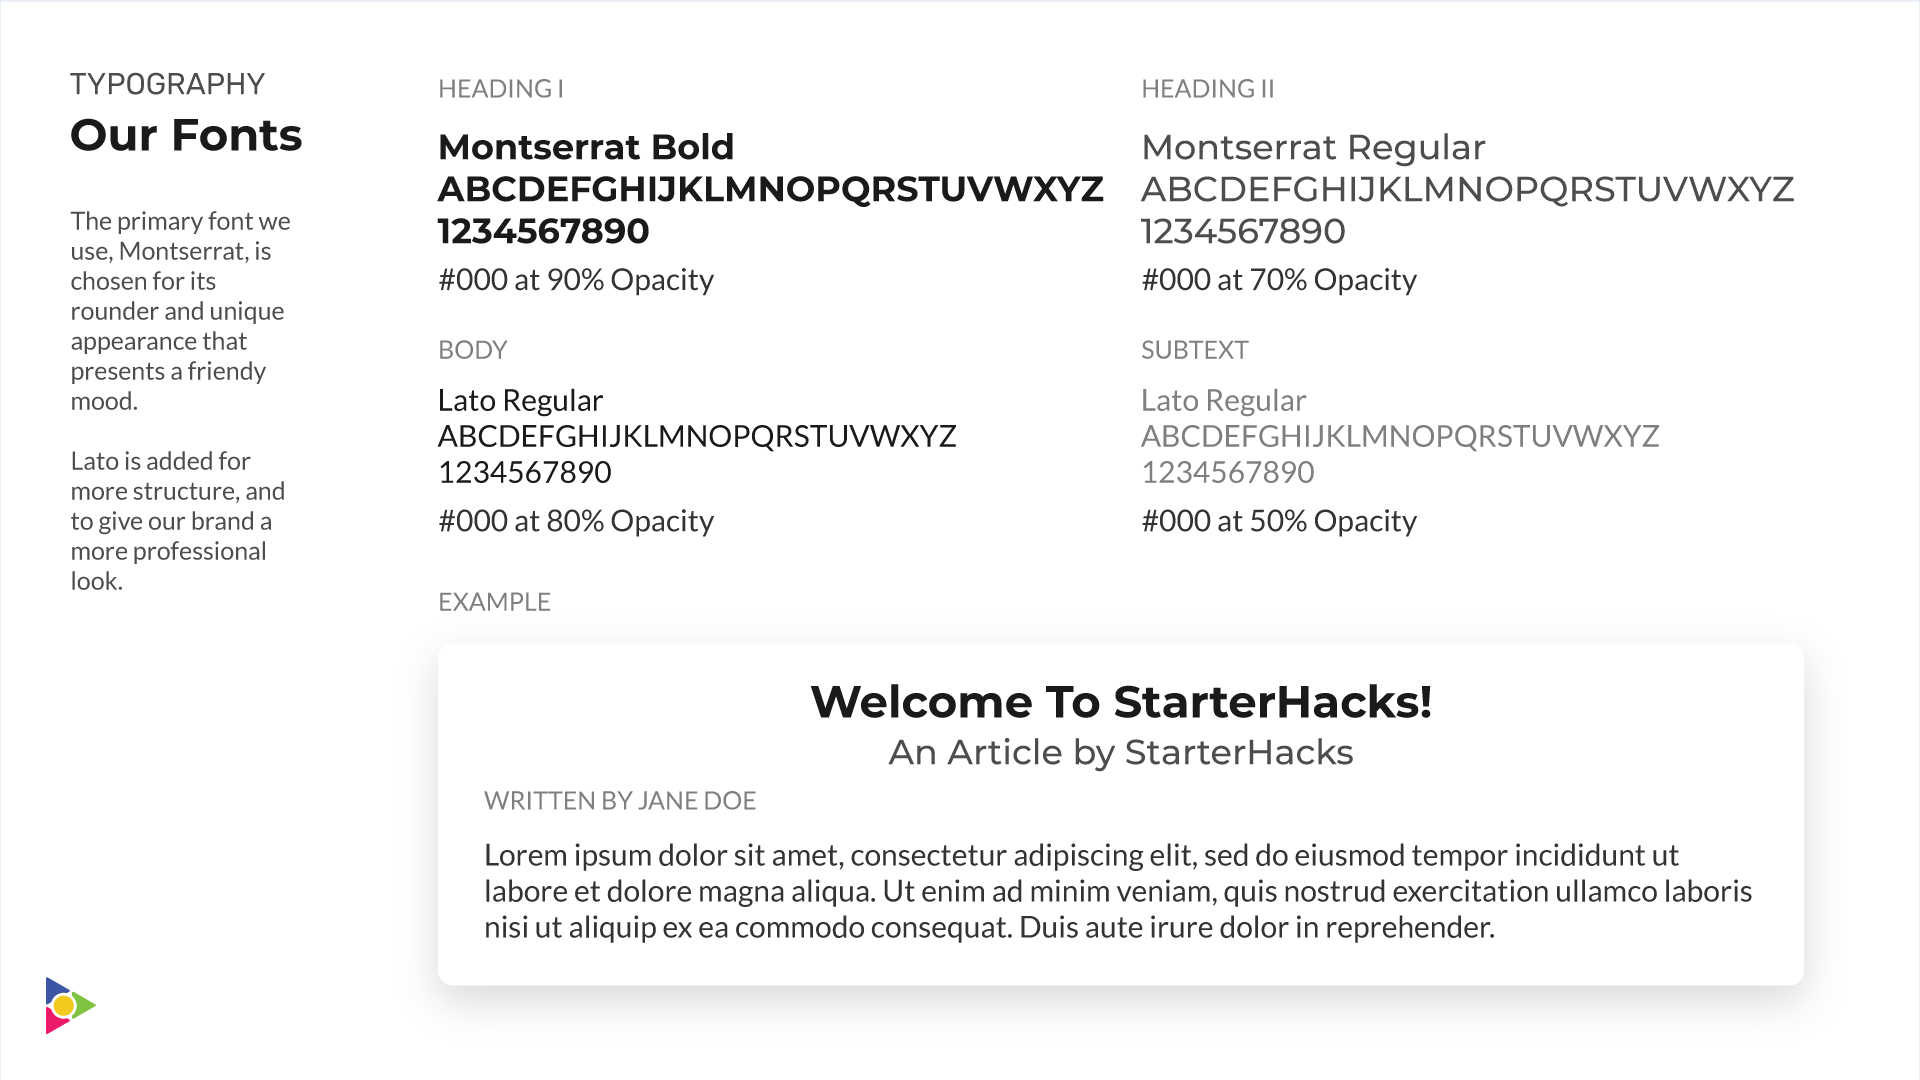 TYPOGRAPHY
Our Fonts
The primary font we
use, Montserrat, is
chosen for its
rounder and unique
appearance that
presents a friendy
mood.
Lato is added for
more structure, and
to give our brand a
more professional
look.
HEADING I
Montserrat Bold
ABCDEFGHIJKLMNOPQRSTUVWXYZ
1234567890
#000 at 90% Opacity
HEADING II
Montserrat Regular
ABCDEFGHIJKLMNOPQRSTUVWXYZ
1234567890
#000 at 70% Opacity
BODY
Lato Regular
ABCDEFGHIJKLMNOPQRSTUVWXYZ
1234567890
#000 at 80% Opacity
SUBTEXT
Lato Regular
ABCDEFGHIJKLMNOPQRSTUVWXYZ
1234567890
#000 at 50% Opacity
EXAMPLE
Welcome To StarterHacks!
An Article by StarterHacks
WRITTEN BY JANE DOE
Lorem ipsum dolor sit amet, consectetur adipiscing elit, sed do eiusmod tempor incididunt ut
labore et dolore magna aliqua. Ut enim ad minim veniam, quis nostrud exercitation ullamco laboris
nisi ut aliquip ex ea commodo consequat. Duis aute irure dolor in reprehender.